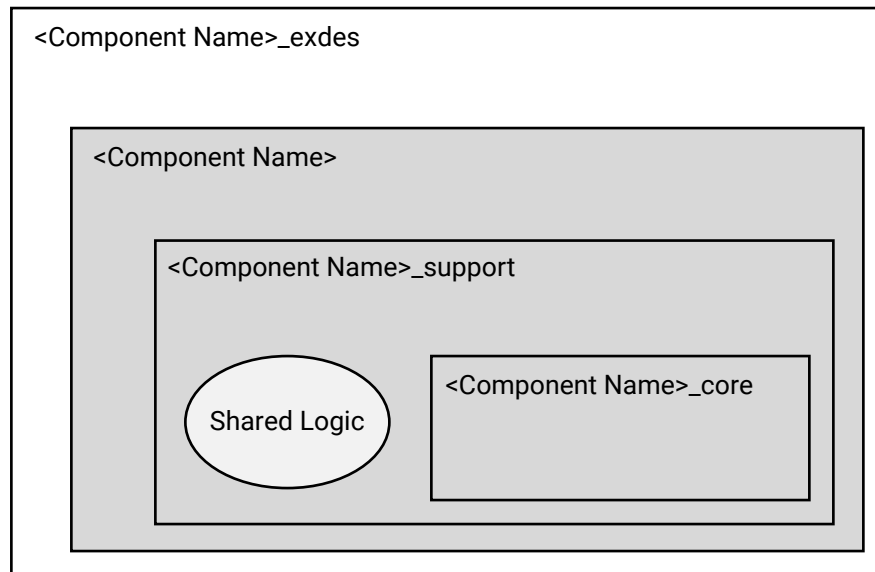 <Component Name>_exdes
<Component Name>
<Component Name>_support
<Component Name>_core
Shared Logic